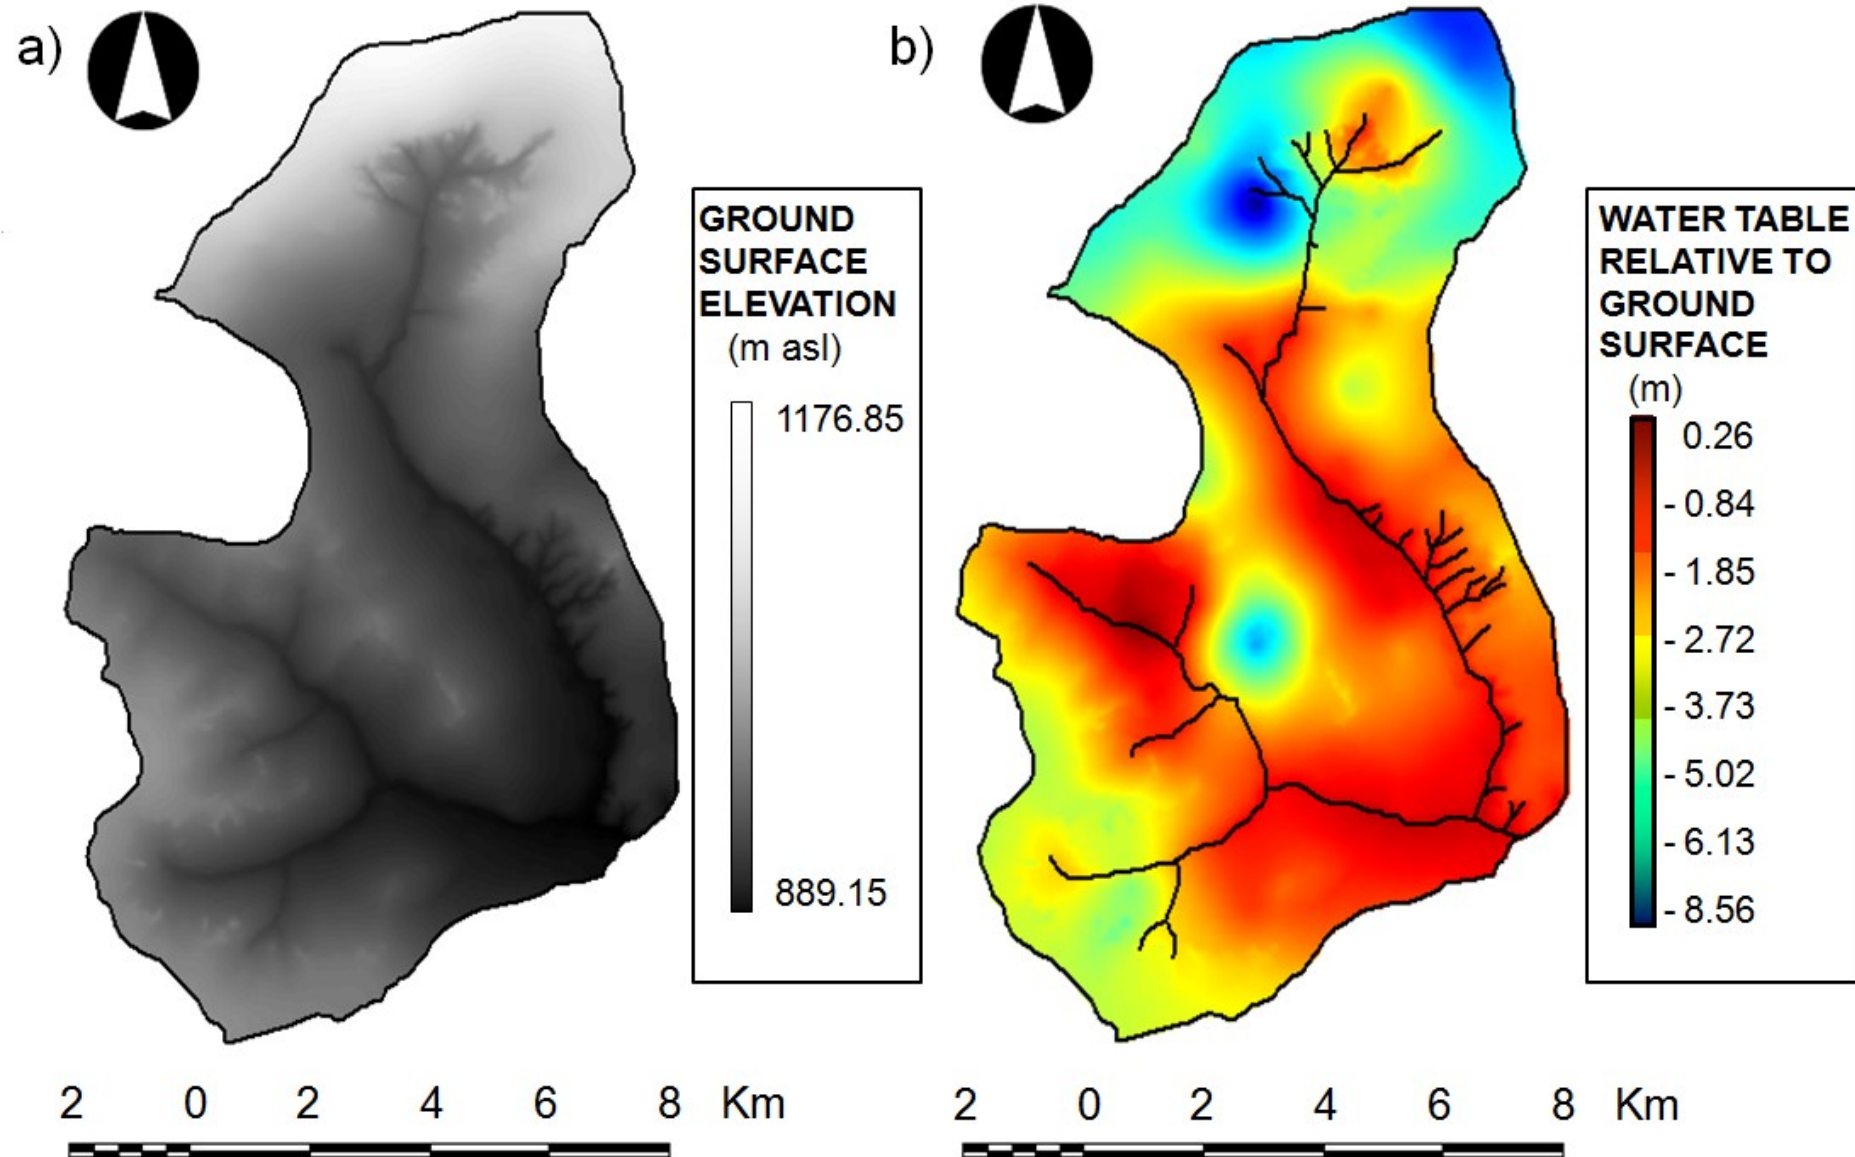 a)
GROUND
SURFACE
ELEVATION
(m asl)
1176.85
889.15
2 0 2 4 6 8 Km
b)
WATER TABLE
RELATIVE TO
GROUND
SURFACE
(m)
0.26
- 0.84
- 1.85
- 2.72
- 3.73
- 5.02
- 6.13
- 8.56
2 0 2 4 6 8 Km